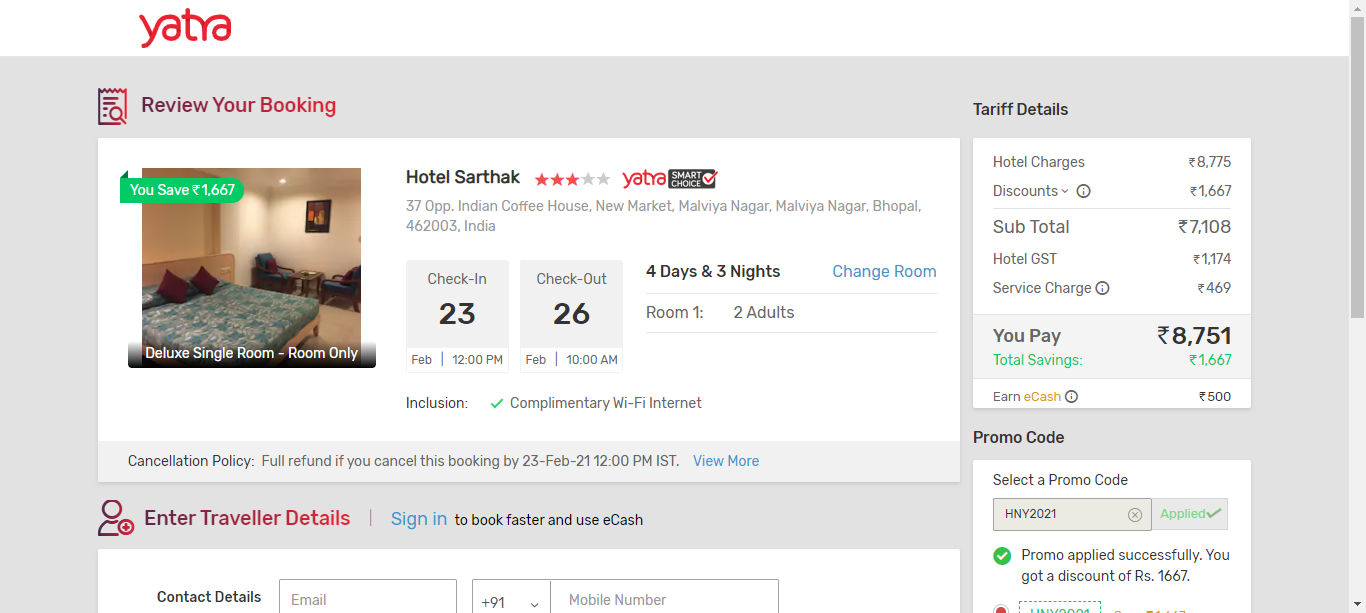 yatra
Review Your Booking
You Save ₹1,667
Deluxe Single Room - Room Only
Hotel Sarthak
yatra SMART CHOICE
37 Opp. Indian Coffee House, New Market, Malviya Nagar, Malviya Nagar, Bhopal,
462003, India
Check-In
23
Feb | 12:00 PM
Check-Out
26
Feb | 10:00 AM
4 Days & 3 Nights
Change Room
Room 1: 2 Adults
Inclusion: Complimentary Wi-Fi Internet
Cancellation Policy: Full refund if you cancel this booking by 23-Feb-21 12:00 PM IST. View More
Enter Traveller Details | Sign in to book faster and use eCash
Contact Details
Email
+91
Mobile Number
Tariff Details
Hotel Charges ₹8,775
Discounts ₹1,667
Sub Total ₹7,108
Hotel GST ₹1,174
Service Charge ₹469
You Pay ₹8,751
Total Savings: ₹1,667
Earn eCash ₹500
Promo Code
Select a Promo Code
HNY2021 Applied
Promo applied successfully. You
got a discount of Rs. 1667.
HNY2021